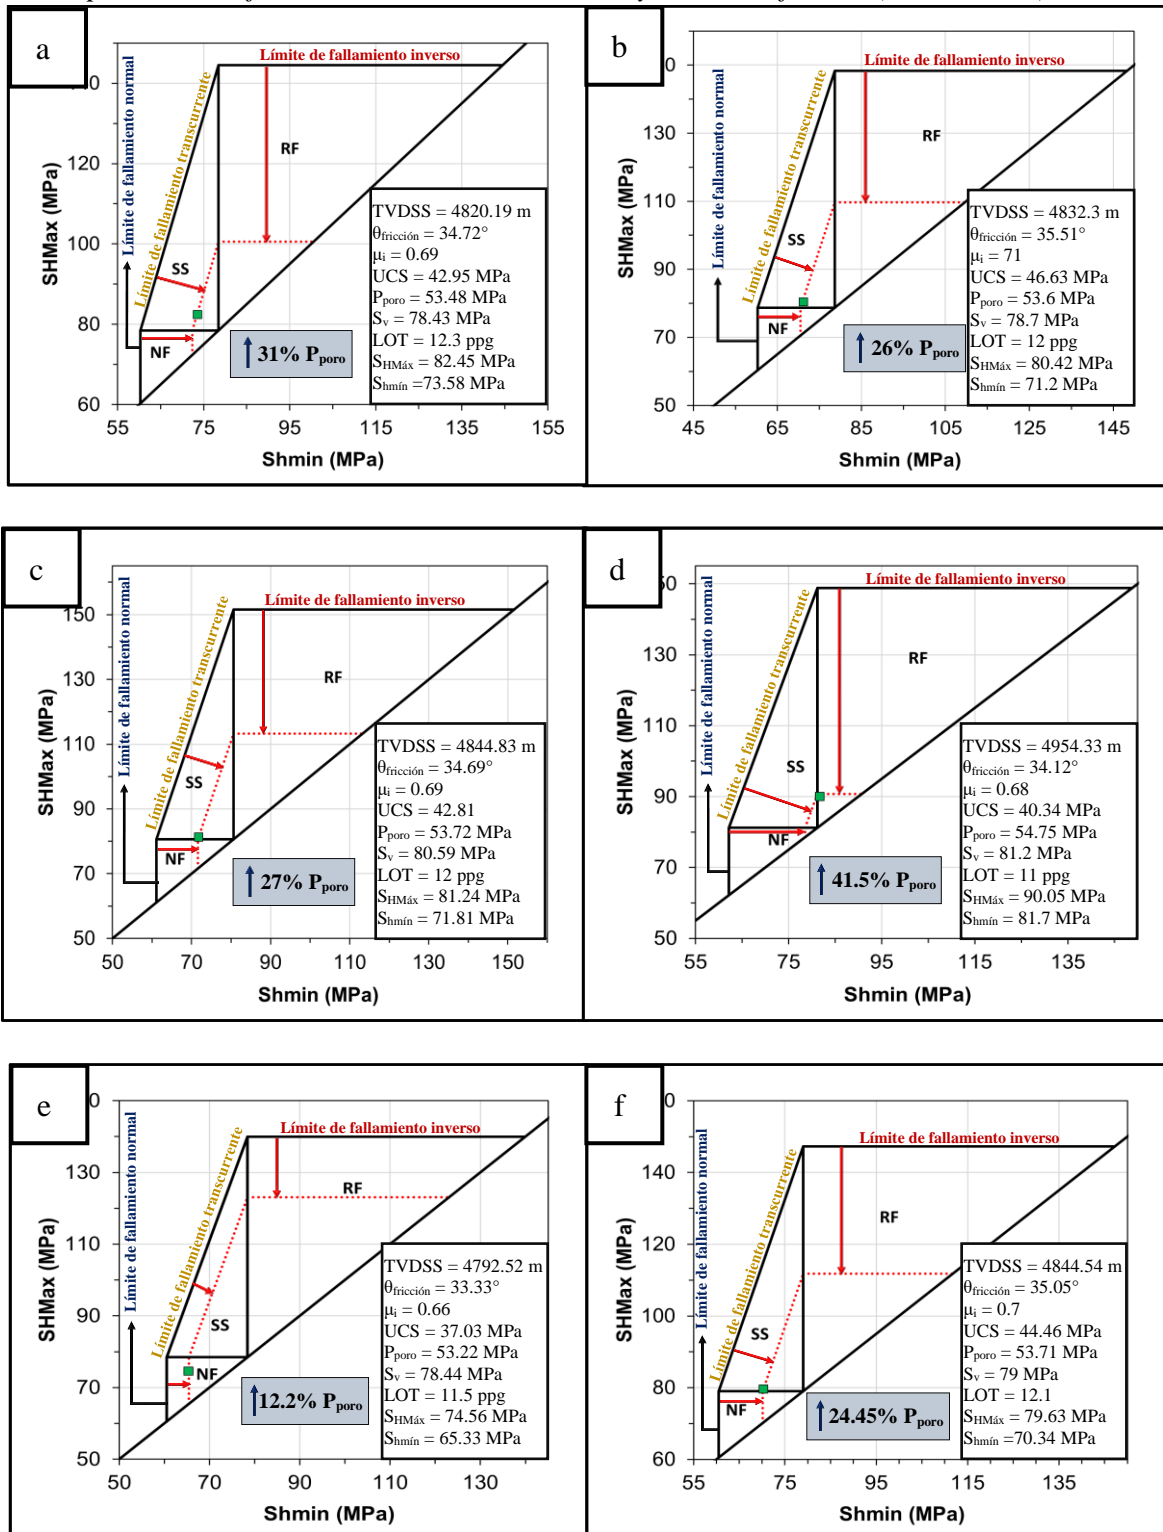 a
Límite de fallamiento inverso
Límite de fallamiento normal
Límite de fallamiento transcurrente
SHMax (MPa)
120
100
80
60
RF
SS
NF
31% Pporo
TVDSS = 4820.19 m
θfricción = 34.72°
μi = 0.69
UCS = 42.95 MPa
Pporo = 53.48 MPa
Sv = 78.43 MPa
LOT = 12.3 ppg
SHMáx = 82.45 MPa
Shmín = 73.58 MPa
55 75 95 115 135 155
Shmin (MPa)
b
Límite de fallamiento inverso
Límite de fallamiento normal
Límite de fallamiento transcurrente
SHMax (MPa)
130
110
90
70
50
RF
SS
NF
26% Pporo
TVDSS = 4832.3 m
θfricción = 35.51°
μi = 71
UCS = 46.63 MPa
Pporo = 53.6 MPa
Sv = 78.7 MPa
LOT = 12 ppg
SHMáx = 80.42 MPa
Shmín = 71.2 MPa
45 65 85 105 125 145
Shmin (MPa)
c
Límite de fallamiento inverso
Límite de fallamiento normal
Límite de fallamiento transcurrente
SHMax (MPa)
150
130
110
90
70
50
RF
SS
NF
27% Pporo
TVDSS = 4844.83 m
θfricción = 34.69°
μi = 0.69
UCS = 42.81
Pporo = 53.72 MPa
Sv = 80.59 MPa
LOT = 12 ppg
SHMáx = 81.24 MPa
Shmín = 71.81 MPa
50 70 90 110 130 150
Shmin (MPa)
d
Límite de fallamiento inverso
Límite de fallamiento normal
Límite de fallamiento transcurrente
SHMax (MPa)
130
110
90
70
50
RF
SS
NF
41.5% Pporo
TVDSS = 4954.33 m
θfricción = 34.12°
μi = 0.68
UCS = 40.34 MPa
Pporo = 54.75 MPa
Sv = 81.2 MPa
LOT = 11 ppg
SHMáx = 90.05 MPa
Shmín = 81.7 MPa
55 75 95 115 135
Shmin (MPa)
e
Límite de fallamiento inverso
Límite de fallamiento normal
Límite de fallamiento transcurrente
SHMax (MPa)
130
110
90
70
50
RF
SS
NF
12.2% Pporo
TVDSS = 4792.52 m
θfricción = 33.33°
μi = 0.66
UCS = 37.03 MPa
Pporo = 53.22 MPa
Sv = 78.44 MPa
LOT = 11.5 ppg
SHMáx = 74.56 MPa
Shmín = 65.33 MPa
50 70 90 110 130
Shmin (MPa)
f
Límite de fallamiento inverso
Límite de fallamiento normal
Límite de fallamiento transcurrente
SHMax (MPa)
140
120
100
80
60
RF
SS
NF
24.45% Pporo
TVDSS = 4844.54 m
θfricción = 35.05°
μi = 0.7
UCS = 44.46 MPa
Pporo = 53.71 MPa
Sv = 79 MPa
LOT = 12.1
SHMáx = 79.63 MPa
Shmín =70.34 MPa
55 75 95 115 135
Shmin (MPa)